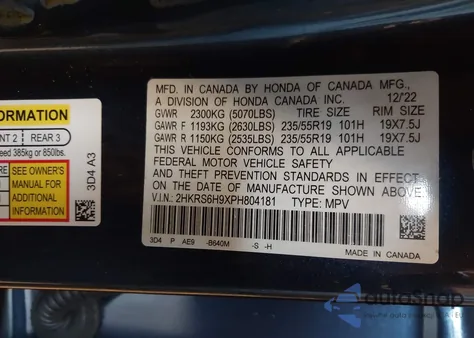 FORMATION
NT 2 REAR 3
eed 385kg or 850lbs.
SEE OWNER'S
MANUAL FOR
ADDITIONAL
INFORMATION
3D4 A3
MFD. IN CANADA BY HONDA OF CANADA MFG.,
A DIVISION OF HONDA CANADA INC. 12/'22
GVWR 2300KG (5070LBS) TIRE SIZE RIM SIZE
GAWR F 1193KG (2630LBS) 235/55R19 101H 19X7.5J
GAWR R 1150KG (2535LBS) 235/55R19 101H 19X7.5J
THIS VEHICLE CONFORMS TO ALL APPLICABLE
FEDERAL MOTOR VEHICLE SAFETY
AND THEFT PREVENTION STANDARDS IN EFFECT
ON THE DATE OF MANUFACTURE SHOWN ABOVE.
V.I.N.: 2HKRS6H9XPH804181 TYPE: MPV
3D4 P AE9 -B640M -S -H
MADE IN CANADA
autoSnap